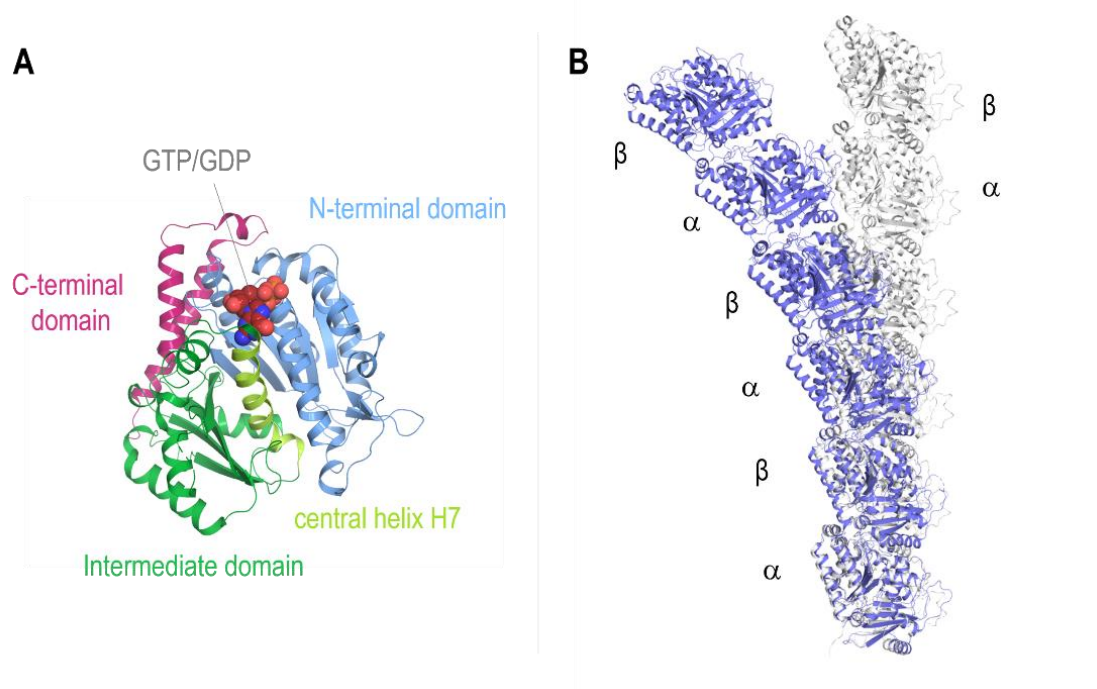 A
GTP/GDP
N-terminal domain
C-terminal
domain
central helix H7
Intermediate domain
B
β
α
β
α
β
α
β
α